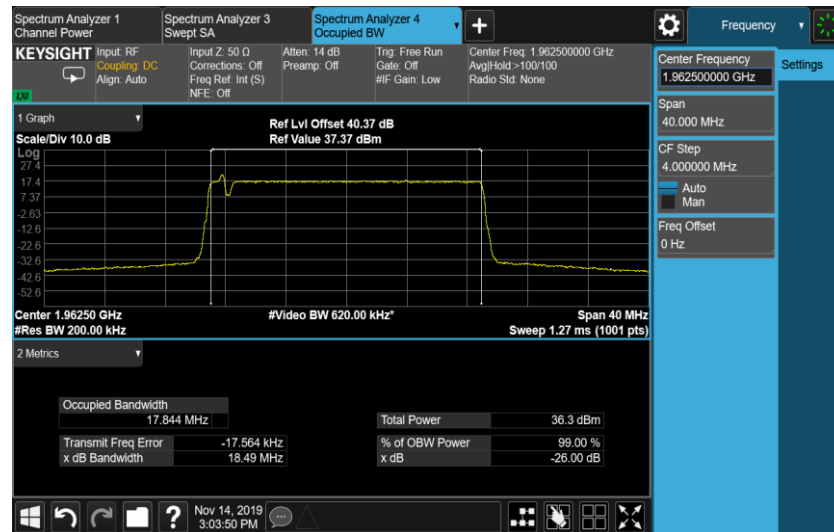 Spectrum Analyzer 1
Channel Power
Spectrum Analyzer 3
Swept SA
Spectrum Analyzer 4
Occupied BW
Frequency
KEYSIGHT
Input: RF
Coupling: DC
Align: Auto
Input Z: 50 Ω
Corrections: Off
Freq Ref: Int (S)
NFE: Off
Atten: 14 dB
Preamp: Off
Trig: Free Run
Gate: Off
#IF Gain: Low
Center Freq: 1.962500000 GHz
Avg|Hold:>100/100
Radio Std: None
LXI
Center Frequency
1.962500000 GHz
Settings
Span
40.000 MHz
CF Step
4.000000 MHz
Auto
Man
Freq Offset
0 Hz
1 Graph
Scale/Div 10.0 dB
Ref Lvl Offset 40.37 dB
Ref Value 37.37 dBm
Log
27.4
17.4
7.37
-2.63
-12.6
-22.6
-32.6
-42.6
-52.6
Center 1.96250 GHz
#Video BW 620.00 kHz*
Span 40 MHz
#Res BW 200.00 kHz
Sweep 1.27 ms (1001 pts)
2 Metrics
Occupied Bandwidth
17.844 MHz
Total Power 36.3 dBm
Transmit Freq Error -17.564 kHz
% of OBW Power 99.00 %
x dB Bandwidth 18.49 MHz
x dB -26.00 dB
?
Nov 14, 2019
3:03:50 PM